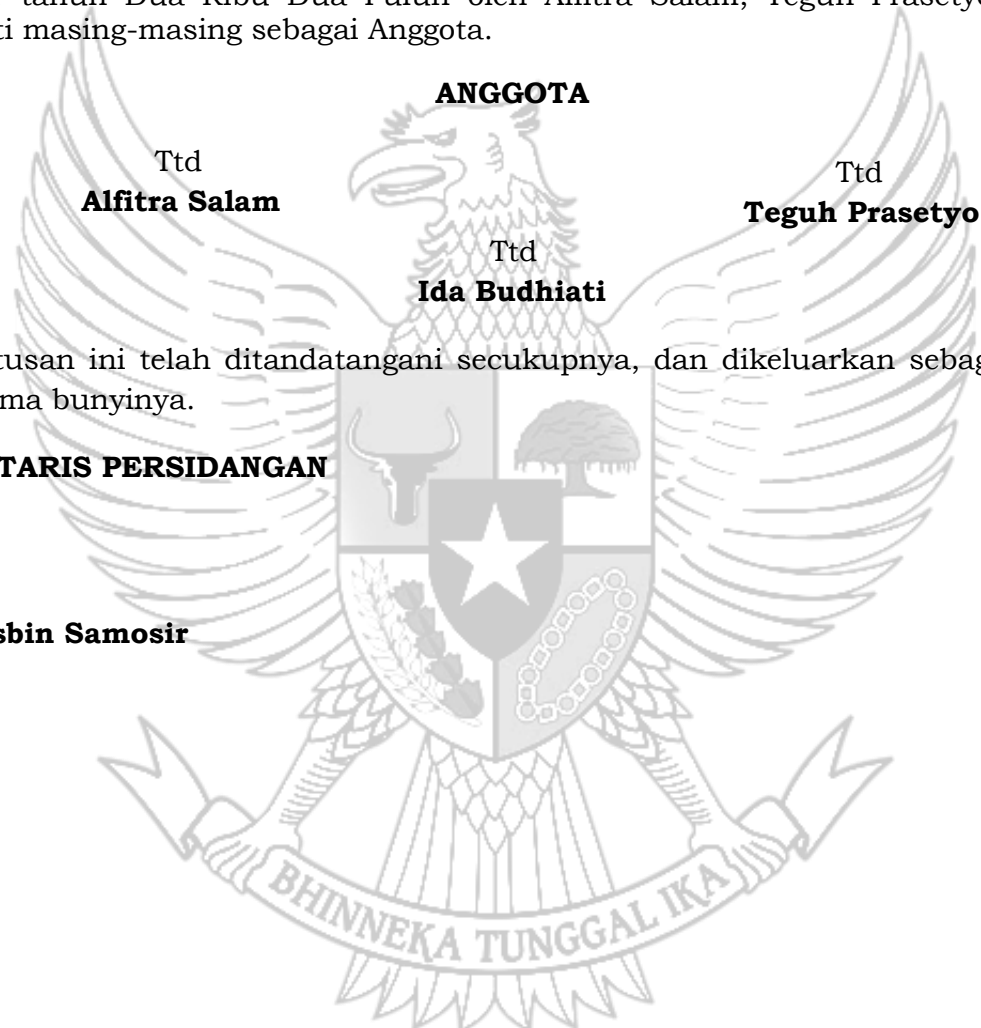 tahun Dua Ribu Dua Puluh oleh Alfitra Salam, Teguh Prasetyo
ti masing-masing sebagai Anggota.
ANGGOTA
Ttd
Alfitra Salam
Ttd
Teguh Prasetyo
Ttd
Ida Budhiati
tusan ini telah ditandatangani secukupnya, dan dikeluarkan sebag
ma bunyinya.
TARIS PERSIDANGAN
sbin Samosir
BHINNEKA TUNGGAL IKA